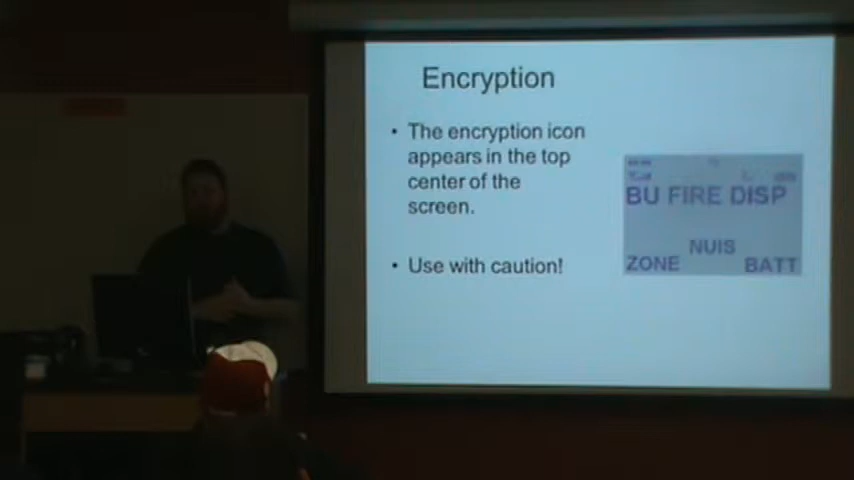 Encryption
• The encryption icon
appears in the top
center of the
screen.
• Use with caution!
BU FIRE DISP
NUIS
ZONE BATT